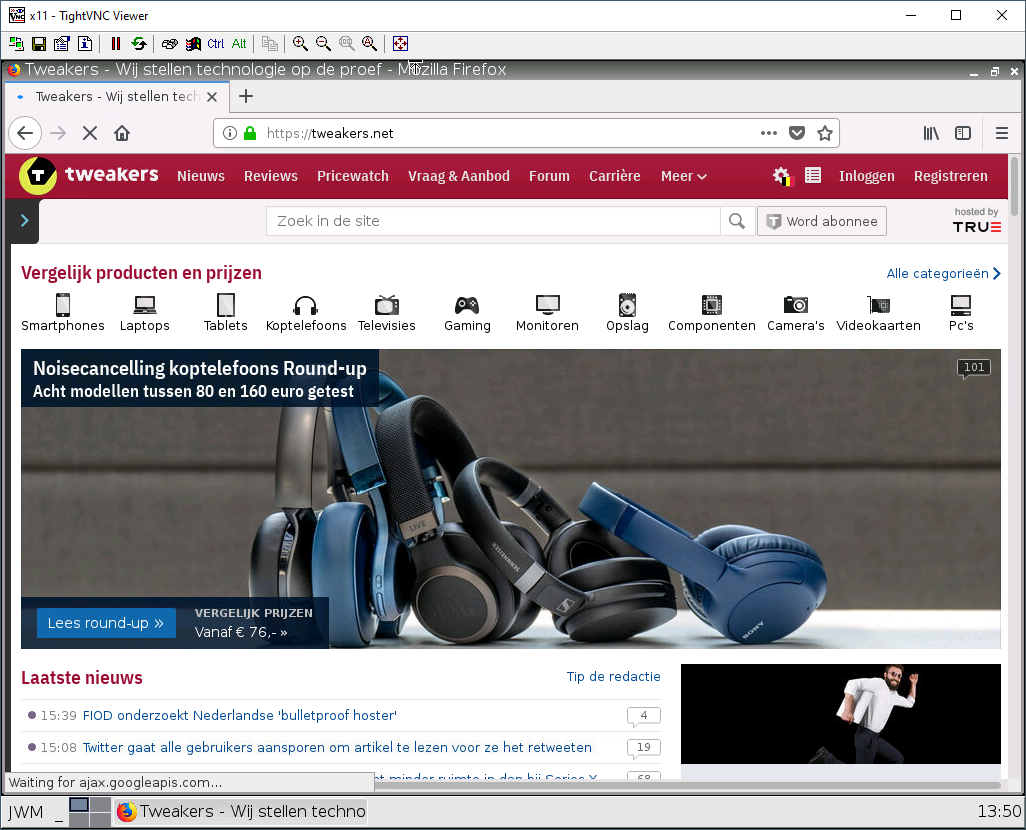 x11 - TightVNC Viewer
Ctrl Alt
Tweakers - Wij stellen technologie op de proef - Mozilla Firefox
Tweakers - Wij stellen tech
https://tweakers.net
tweakers Nieuws Reviews Pricewatch Vraag & Aanbod Forum Carrière Meer Inloggen Registreren
Zoek in de site
Word abonnee
hosted by
TRUE
Vergelijk producten en prijzen
Alle categorieën
Smartphones Laptops Tablets Koptelefoons Televisies Gaming Monitoren Opslag Componenten Camera's Videokaarten Pc's
Noisecancelling koptelefoons Round-up
Acht modellen tussen 80 en 160 euro getest
101
LIVE
SENNHEISER
JBL
SONY
Lees round-up »
VERGELIJK PRIJZEN
Vanaf € 76,- »
Laatste nieuws
Tip de redactie
15:39 FIOD onderzoekt Nederlandse 'bulletproof hoster' 4
15:08 Twitter gaat alle gebruikers aansporen om artikel te lezen voor ze het retweeten 19
minder ruimte in dan bij Series X 68
Waiting for ajax.googleapis.com...
JWM _ Tweakers - Wij stellen techno 13:50